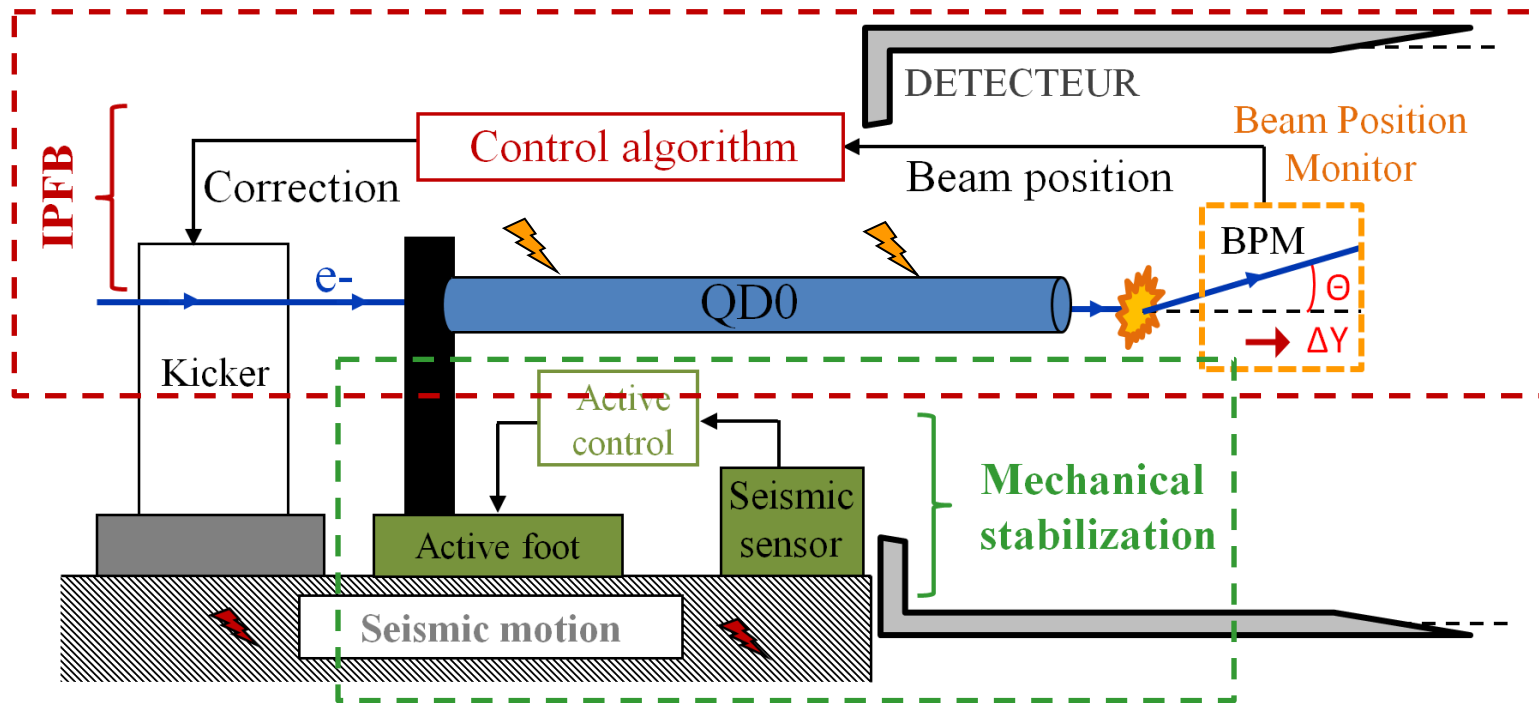 DETECTEUR
Beam Position
Monitor
Control algorithm
IPFB
Correction
Beam position
BPM
e-
QD0
Θ
ΔY
Kicker
Active
control
Seismic
sensor
Mechanical
stabilization
Active foot
Seismic motion